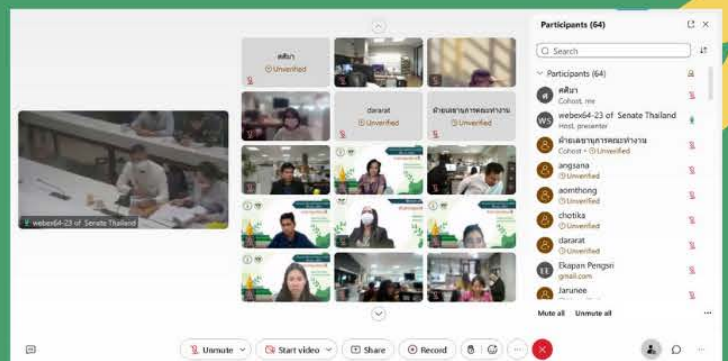 Participants (64)
Search
Participants (64)
ศศิมา
Cohost, me
webex64-23 of Senate Thailand
Host, presenter
ฝ่ายเลขานุการคณะทำงาน
Cohost • Unverified
angsana
Unverified
aomthong
Unverified
chotika
Unverified
dararat
Unverified
Ekapan Pengsri
gmail.com
Jarunee
Mute all Unmute all
ศศิมา
Unverified
dararat
Unverified
ฝ่ายเลขานุการคณะทำงาน
Unverified
webex64-23 of Senate Thailand
Unmute
Start video
Share
Record